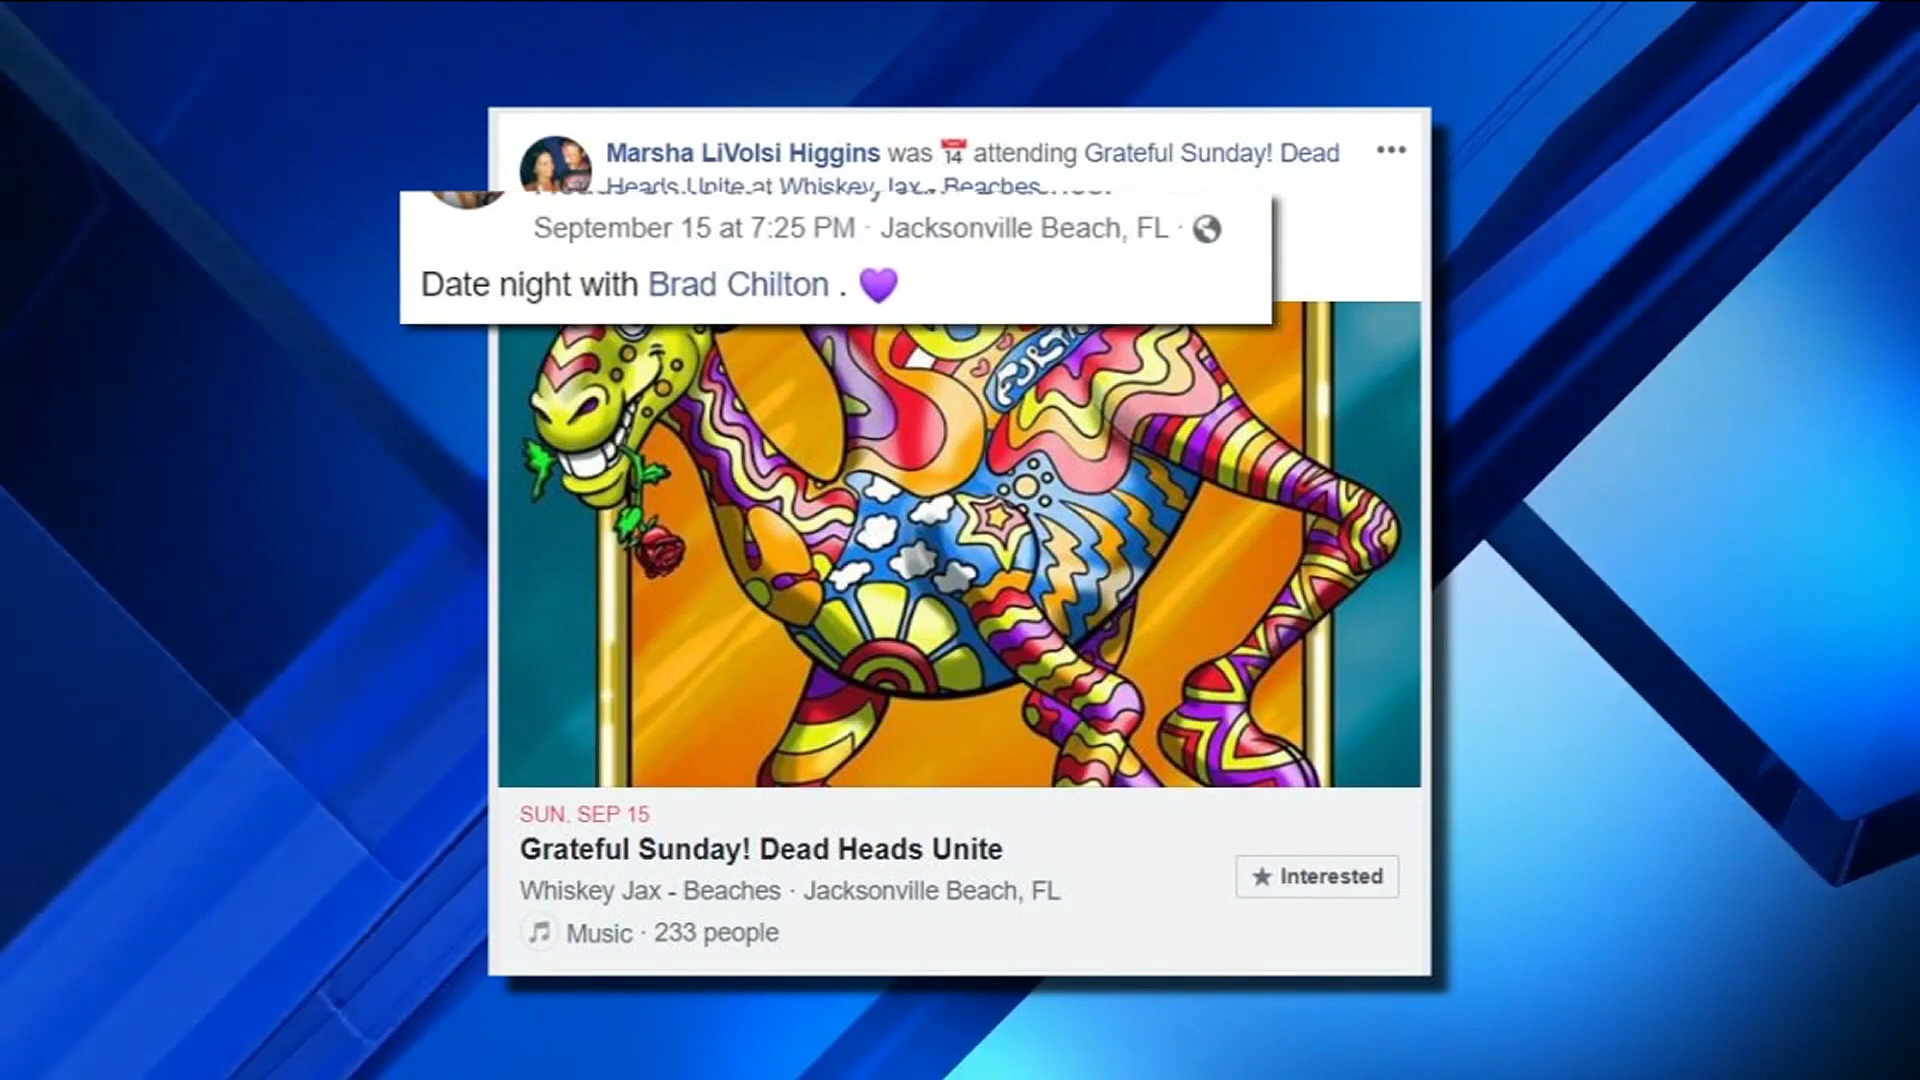 Marsha LiVolsi Higgins was 14 attending Grateful Sunday! Dead
Heads Unite at Whiskey Jax - Beaches
September 15 at 7:25 PM · Jacksonville Beach, FL ·
Date night with Brad Chilton . 💜
SUN. SEP 15
Grateful Sunday! Dead Heads Unite
Whiskey Jax - Beaches · Jacksonville Beach, FL
★ Interested
Music · 233 people